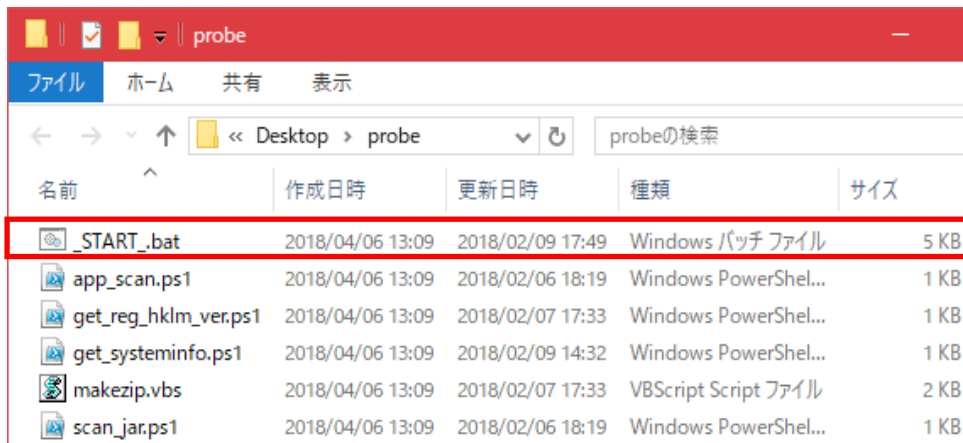 probe
ファイル ホーム 共有 表示
« Desktop › probe probeの検索
名前 作成日時 更新日時 種類 サイズ
_START_.bat 2018/04/06 13:09 2018/02/09 17:49 Windows バッチ ファイル 5 KB
app_scan.ps1 2018/04/06 13:09 2018/02/06 18:19 Windows PowerShel... 1 KB
get_reg_hklm_ver.ps1 2018/04/06 13:09 2018/02/07 17:33 Windows PowerShel... 1 KB
get_systeminfo.ps1 2018/04/06 13:09 2018/02/09 14:32 Windows PowerShel... 1 KB
makezip.vbs 2018/04/06 13:09 2018/02/07 17:33 VBScript Script ファイル 2 KB
scan_jar.ps1 2018/04/06 13:09 2018/02/06 18:19 Windows PowerShel... 1 KB